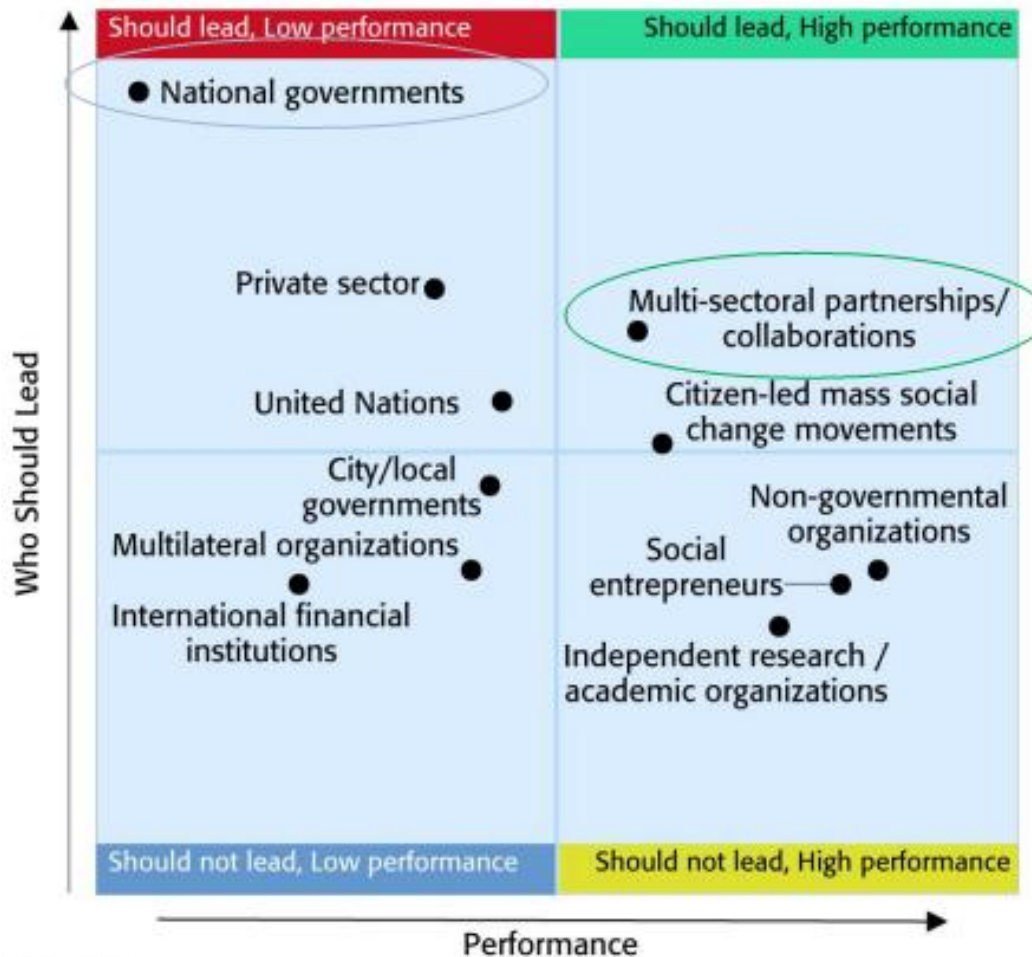 Should lead, Low performance
Should lead, High performance
National governments
Private sector
Multi-sectoral partnerships/
collaborations
United Nations
Citizen-led mass social
change movements
City/local
governments
Non-governmental
organizations
Multilateral organizations
Social
entrepreneurs
International financial
institutions
Independent research /
academic organizations
Should not lead, Low performance
Should not lead, High performance
Who Should Lead
Performance